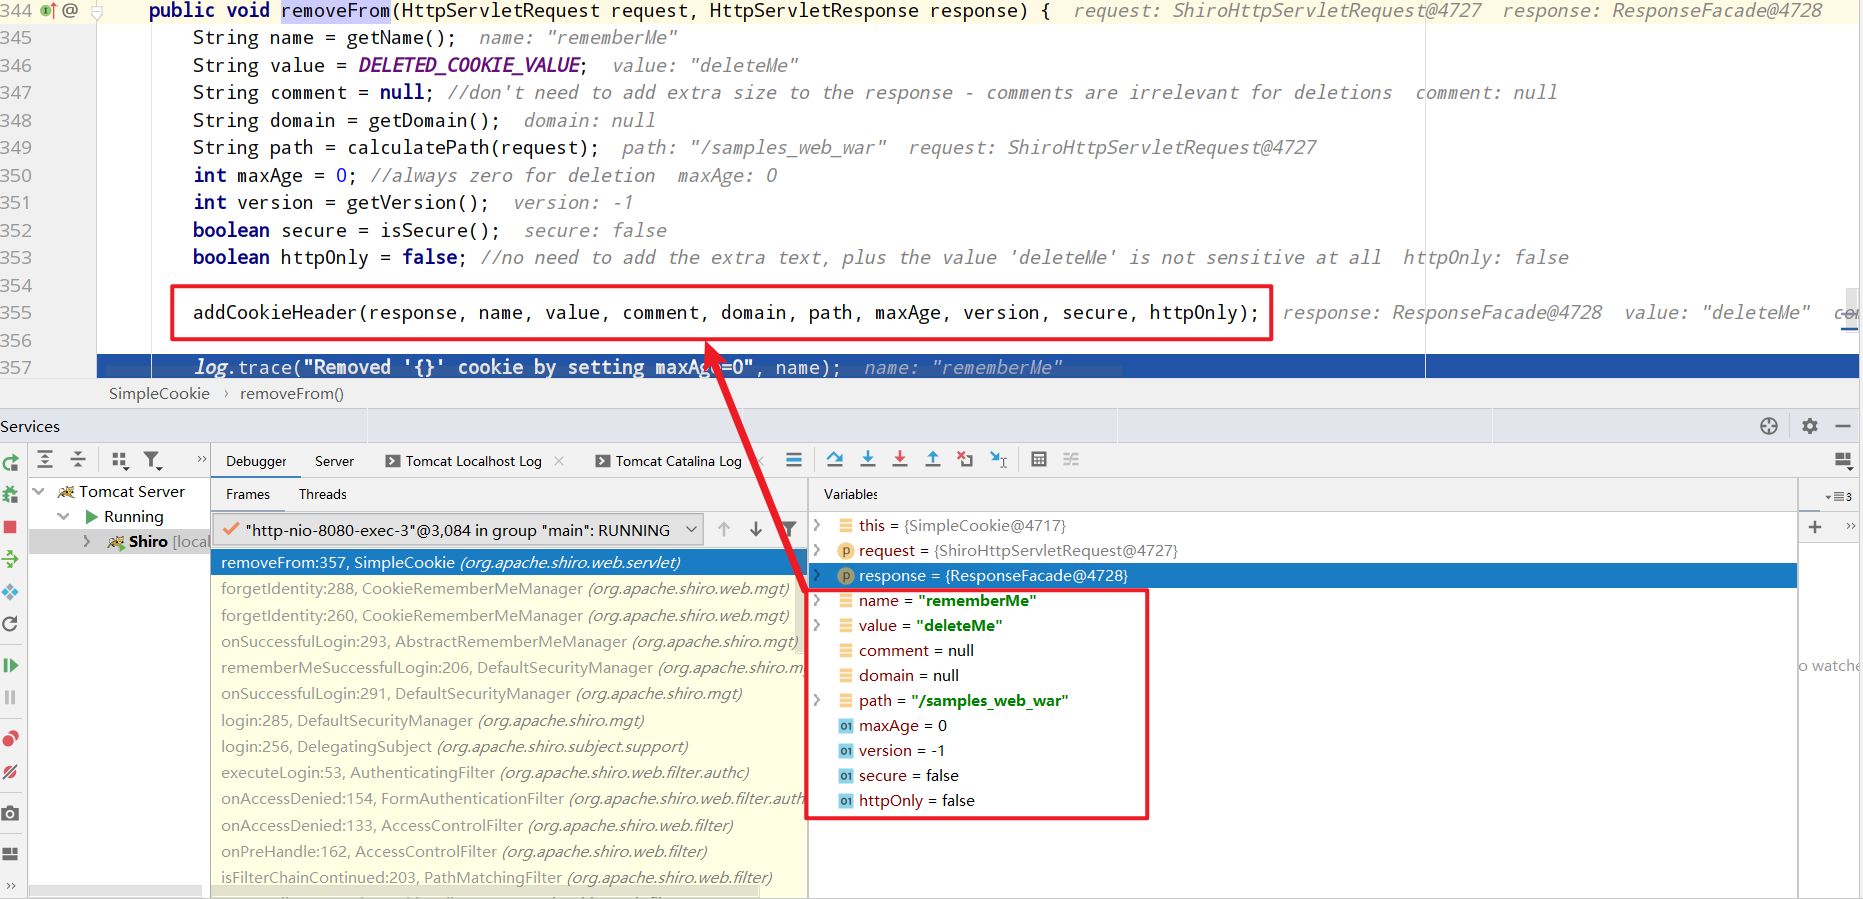 344 @ public void removeFrom(HttpServletRequest request, HttpServletResponse response) { request: ShiroHttpServletRequest@4727 response: ResponseFacade@4728
345 String name = getName(); name: "rememberMe"
346 String value = DELETED_COOKIE_VALUE; value: "deleteMe"
347 String comment = null; //don't need to add extra size to the response - comments are irrelevant for deletions comment: null
348 String domain = getDomain(); domain: null
349 String path = calculatePath(request); path: "/samples_web_war" request: ShiroHttpServletRequest@4727
350 int maxAge = 0; //always zero for deletion maxAge: 0
351 int version = getVersion(); version: -1
352 boolean secure = isSecure(); secure: false
353 boolean httpOnly = false; //no need to add the extra text, plus the value 'deleteMe' is not sensitive at all httpOnly: false
354
355 addCookieHeader(response, name, value, comment, domain, path, maxAge, version, secure, httpOnly); response: ResponseFacade@4728 value: "deleteMe"
356
357 log.trace("Removed '{}' cookie by setting maxAge=0", name); name: "rememberMe"
SimpleCookie › removeFrom()
Services
Debugger Server Tomcat Localhost Log Tomcat Catalina Log
Tomcat Server
Running
Shiro [local
Frames Threads
"http-nio-8080-exec-3"@3,084 in group "main": RUNNING
removeFrom:357, SimpleCookie (org.apache.shiro.web.servlet)
forgetIdentity:288, CookieRememberMeManager (org.apache.shiro.web.mgt)
forgetIdentity:260, CookieRememberMeManager (org.apache.shiro.web.mgt)
onSuccessfulLogin:293, AbstractRememberMeManager (org.apache.shiro.mgt)
rememberMeSuccessfulLogin:206, DefaultSecurityManager (org.apache.shiro.m
onSuccessfulLogin:291, DefaultSecurityManager (org.apache.shiro.mgt)
login:285, DefaultSecurityManager (org.apache.shiro.mgt)
login:256, DelegatingSubject (org.apache.shiro.subject.support)
executeLogin:53, AuthenticatingFilter (org.apache.shiro.web.filter.authc)
onAccessDenied:154, FormAuthenticationFilter (org.apache.shiro.web.filter.auth
onAccessDenied:133, AccessControlFilter (org.apache.shiro.web.filter)
onPreHandle:162, AccessControlFilter (org.apache.shiro.web.filter)
isFilterChainContinued:203, PathMatchingFilter (org.apache.shiro.web.filter)
Variables
this = {SimpleCookie@4717}
request = {ShiroHttpServletRequest@4727}
response = {ResponseFacade@4728}
name = "rememberMe"
value = "deleteMe"
comment = null
domain = null
path = "/samples_web_war"
maxAge = 0
version = -1
secure = false
httpOnly = false
3
o watche